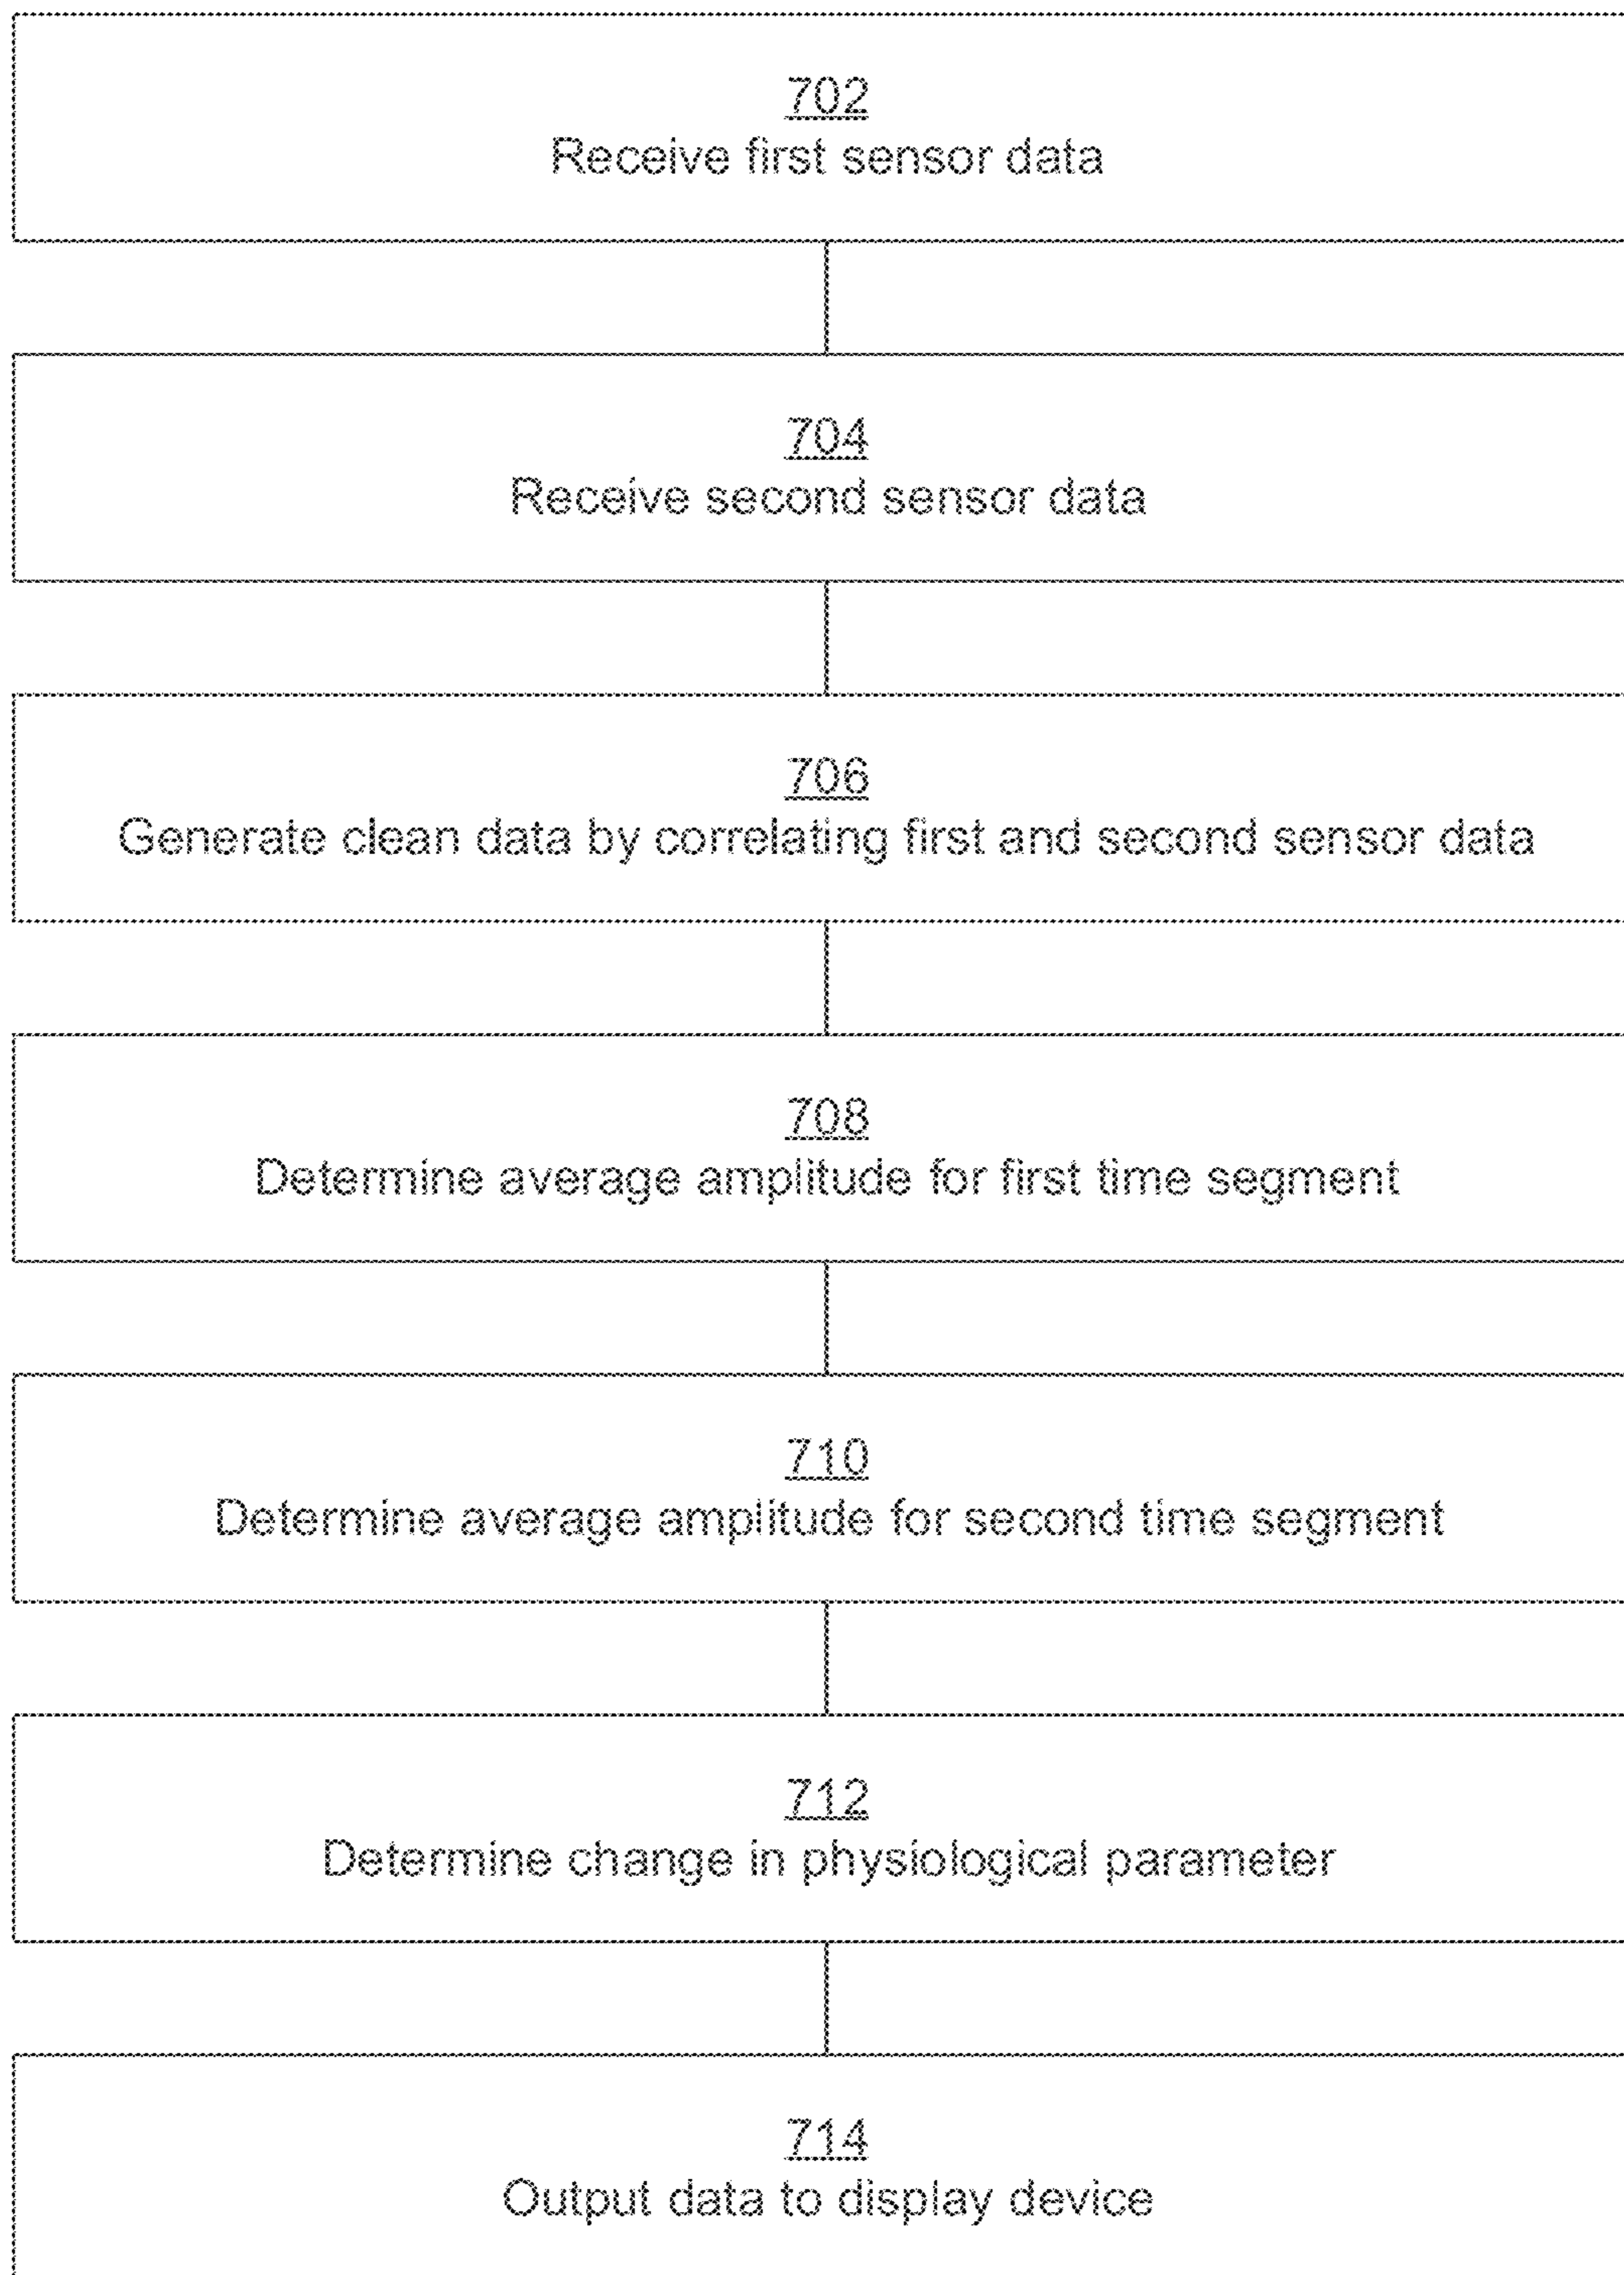 702
Receive first sensor data
704
Receive second sensor data
706
Generate clean data by correlating first and second sensor data
708
Determine average amplitude for first time segment
710
Determine average amplitude for second time segment
712
Determine change in physiological parameter
714
Output data to display device